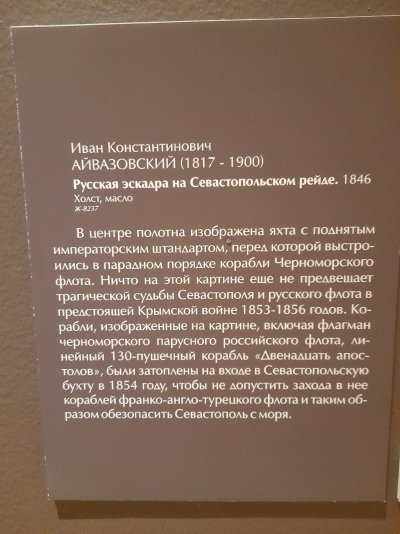 Иван Константинович
АЙВАЗОВСКИЙ (1817 - 1900)
Русская эскадра на Севастопольском рейде. 1846
Холст, масло
Ж-8237
В центре полотна изображена яхта с поднятым
императорским штандартом, перед которой выстро-
ились в парадном порядке корабли Черноморского
флота. Ничто на этой картине еще не предвещает
трагической судьбы Севастополя и русского флота в
предстоящей Крымской войне 1853-1856 годов. Ко-
рабли, изображенные на картине, включая флагман
черноморского парусного российского флота, ли-
нейный 130-пушечный корабль «Двенадцать апос-
толов», были затоплены на входе в Севастопольскую
бухту в 1854 году, чтобы не допустить захода в нее
кораблей франко-англо-турецкого флота и таким об-
разом обезопасить Севастополь с моря.